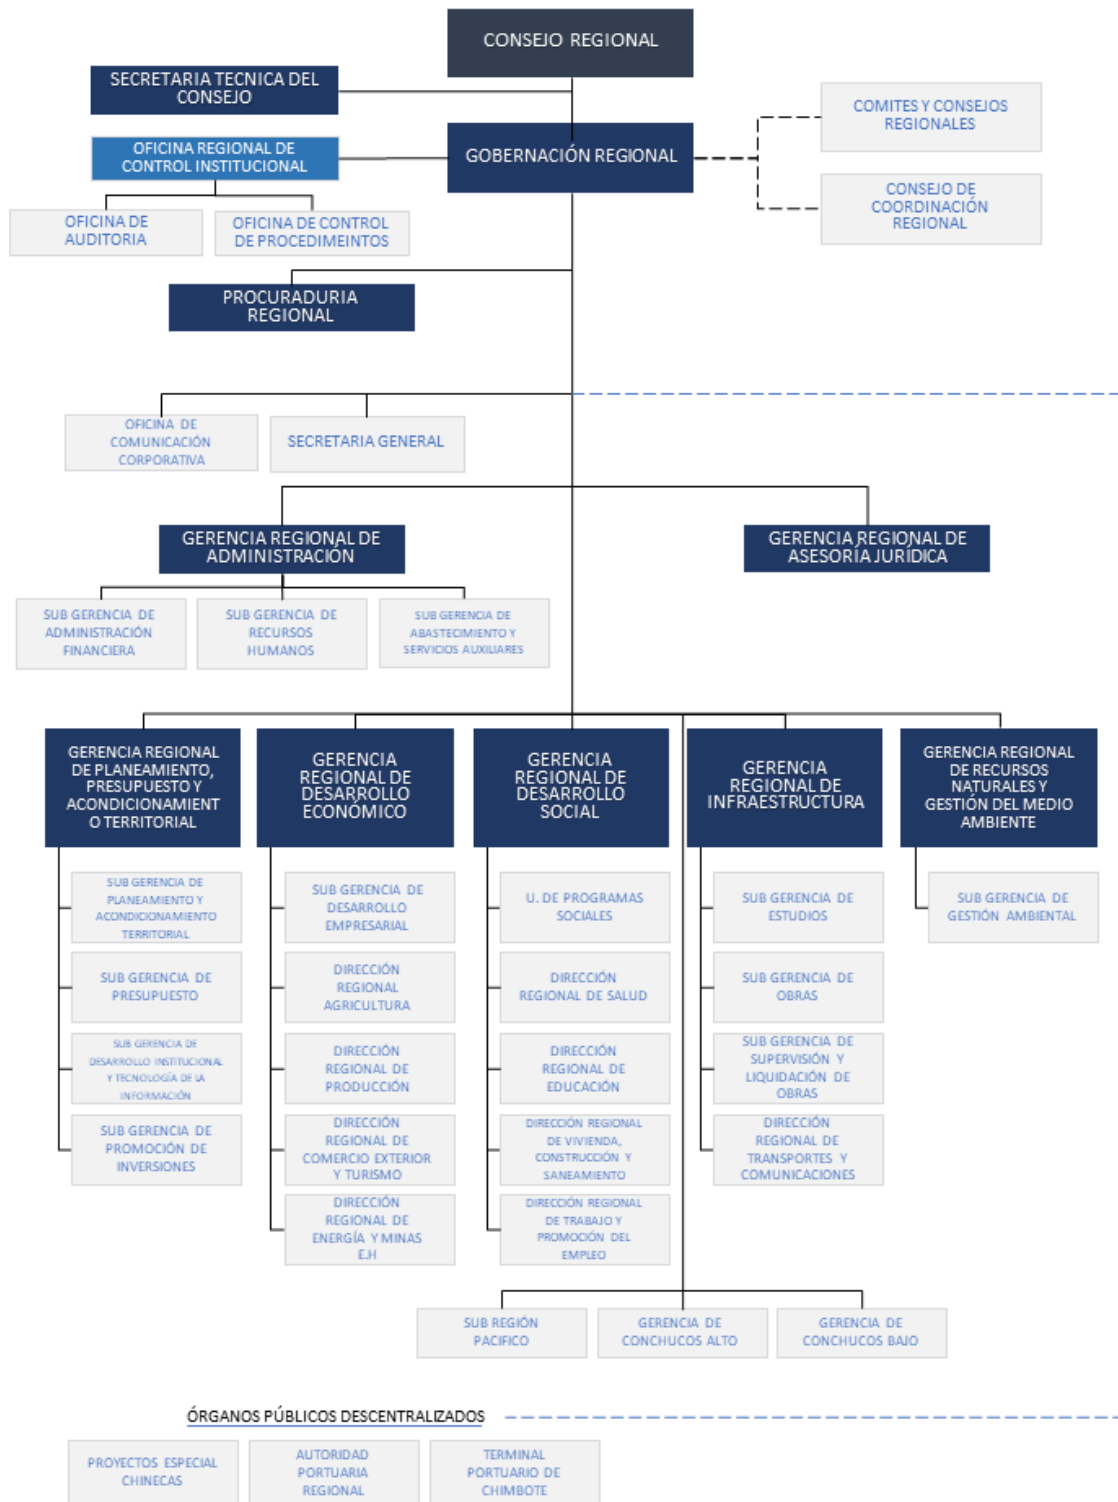 CONSEJO REGIONAL
SECRETARIA TECNICA DEL
CONSEJO
COMITES Y CONSEJOS
REGIONALES
OFICINA REGIONAL DE
CONTROL INSTITUCIONAL
GOBERNACIÓN REGIONAL
CONSEJO DE
COORDINACIÓN
REGIONAL
OFICINA DE
AUDITORIA
OFICINA DE CONTROL
DE PROCEDIMEINTOS
PROCURADURIA
REGIONAL
OFICINA DE
COMUNICACIÓN
CORPORATIVA
SECRETARIA GENERAL
GERENCIA REGIONAL DE
ADMINISTRACIÓN
GERENCIA REGIONAL DE
ASESORÍA JURÍDICA
SUB GERENCIA DE
ADMINISTRACIÓN
FINANCIERA
SUB GERENCIA DE
RECURSOS
HUMANOS
SUB GERENCIA DE
ABASTECIMIENTO Y
SERVICIOS AUXILIARES
GERENCIA REGIONAL
DE PLANEAMIENTO,
PRESUPUESTO Y
ACONDICIONAMIENT
O TERRITORIAL
GERENCIA
REGIONAL DE
DESARROLLO
ECONÓMICO
GERENCIA
REGIONAL DE
DESARROLLO
SOCIAL
GERENCIA
REGIONAL DE
INFRAESTRUCTURA
GERENCIA REGIONAL
DE RECURSOS
NATURALES Y
GESTIÓN DEL MEDIO
AMBIENTE
SUB GERENCIA DE
PLANEAMIENTO Y
ACONDICIONAMIENTO
TERRITORIAL
SUB GERENCIA DE
DESARROLLO
EMPRESARIAL
U. DE PROGRAMAS
SOCIALES
SUB GERENCIA DE
ESTUDIOS
SUB GERENCIA DE
GESTIÓN AMBIENTAL
SUB GERENCIA DE
PRESUPUESTO
DIRECCIÓN
REGIONAL
AGRICULTURA
DIRECCIÓN
REGIONAL DE SALUD
SUB GERENCIA DE
OBRAS
SUB GERENCIA DE
DESARROLLO INSTITUCIONAL
Y TECNOLOGÍA DE LA
INFORMACIÓN
DIRECCIÓN
REGIONAL DE
PRODUCCIÓN
DIRECCIÓN
REGIONAL DE
EDUCACIÓN
SUB GERENCIA DE
SUPERVISIÓN Y
LIQUIDACIÓN DE
OBRAS
SUB GERENCIA DE
PROMOCIÓN DE
INVERSIONES
DIRECCIÓN
REGIONAL DE
COMERCIO EXTERIOR
Y TURISMO
DIRECCIÓN REGIONAL
DE VIVIENDA,
CONSTRUCCIÓN Y
SANEAMIENTO
DIRECCIÓN
REGIONAL DE
TRANSPORTES Y
COMUNICACIONES
DIRECCIÓN
REGIONAL DE
ENERGÍA Y MINAS
E.H
DIRECCIÓN REGIONAL
DE TRABAJO Y
PROMOCIÓN DEL
EMPLEO
SUB REGIÓN
PACIFICO
GERENCIA DE
CONCHUCOS ALTO
GERENCIA DE
CONCHUCOS BAJO
ÓRGANOS PÚBLICOS DESCENTRALIZADOS
PROYECTOS ESPECIAL
CHINECAS
AUTORIDAD
PORTUARIA
REGIONAL
TERMINAL
PORTUARIO DE
CHIMBOTE